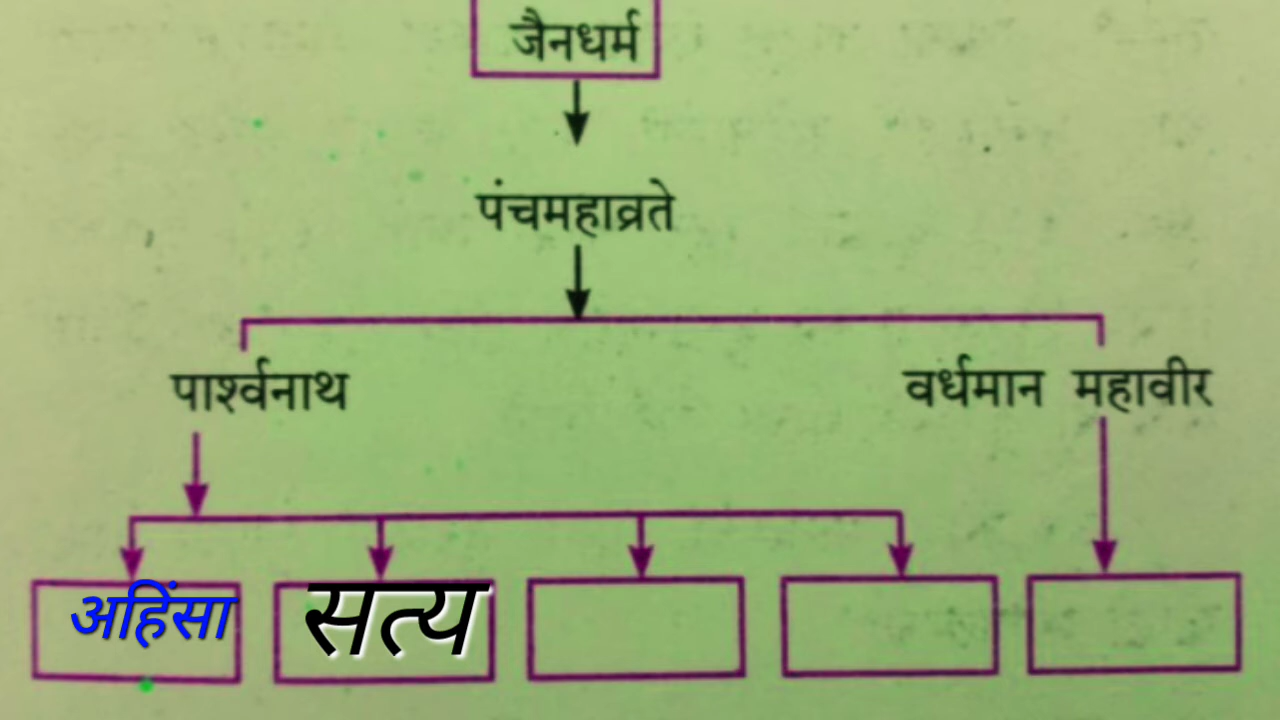 जैनधर्म
पंचमहाव्रते
पार्श्वनाथ वर्धमान महावीर
अहिंसा सत्य